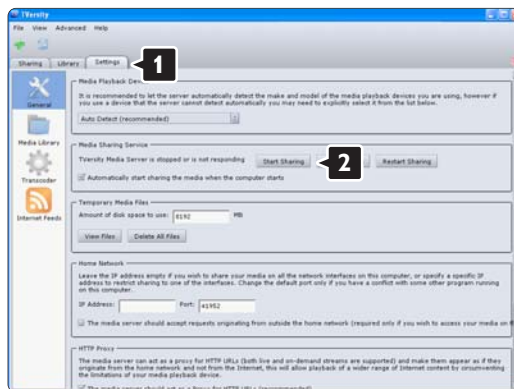 TVersity
File View Advanced Help
Sharing Library Settings
1
General
Media Library
Transcoder
Internet Feeds
Media Playback Dev
It is recommended to let the server automatically detect the make and model of the media playback devices you are using, however if
you use a device that the server cannot detect automatically you may need to explicitly select it from the list below.
Auto Detect (recommended)
Media Sharing Service
TVersity Media Server is stopped or is not responding Start Sharing 2 Restart Sharing
Automatically start sharing the media when the computer starts
Temporary Media Files
Amount of disk space to use: 8192 MB
View Files Delete All Files
Home Network
Leave the IP address empty if you wish to share your media on all the network interfaces on this computer, or specify a specific IP
address to restrict sharing to one of the interfaces. Change the default port only if you have a conflict with some other program running
on this computer.
IP Address: Port: 41952
The media server should accept requests originating from outside the home network (required only if you wish to access your media on
HTTP Proxy
The media server can act as a proxy for HTTP URLs (both live and on-demand streams are supported) and make them appear as if they
originate from the home network and not from the Internet, this will allow playback of a wider range of Internet content by circumventing
the limitations of your media playback device.
The media server should act as a Proxy for HTTP URLs (recommended)